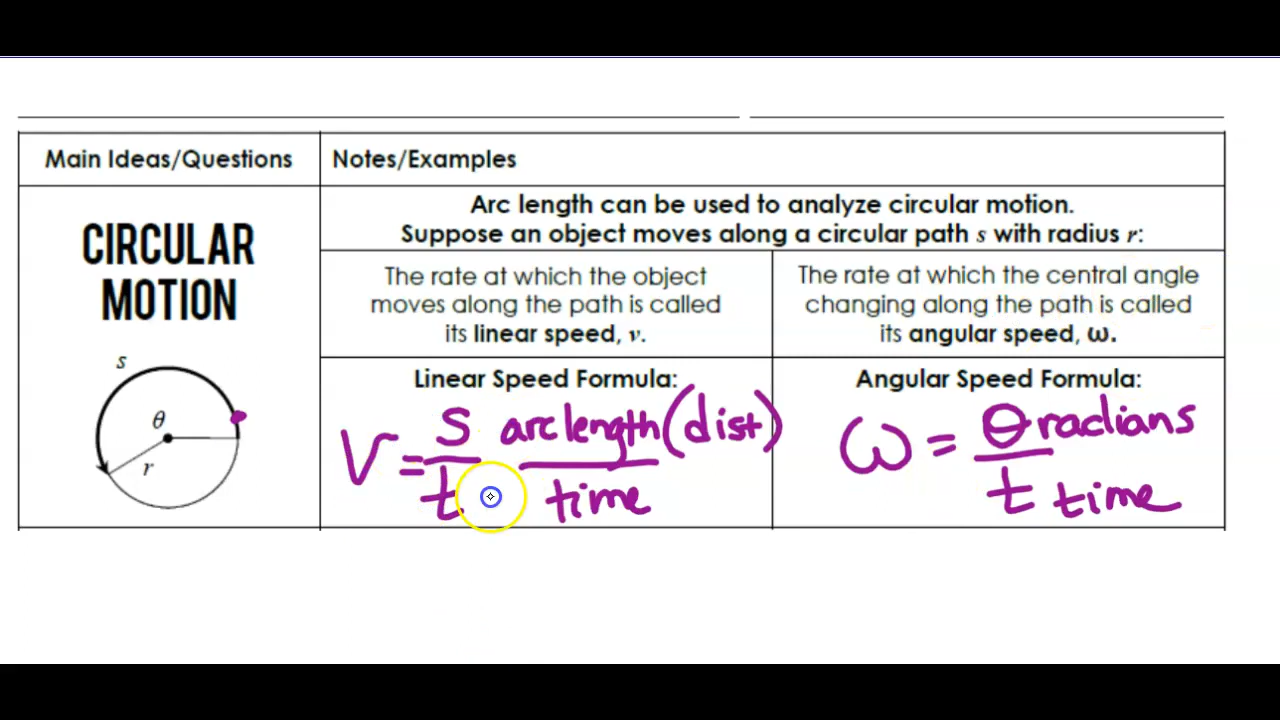 Main Ideas/Questions
Notes/Examples
CIRCULAR
MOTION
s
θ
r
Arc length can be used to analyze circular motion.
Suppose an object moves along a circular path s with radius r:
The rate at which the object
moves along the path is called
its linear speed, v.
The rate at which the central angle
changing along the path is called
its angular speed, ω.
Linear Speed Formula:
V = s/t arc length (dist)/time
Angular Speed Formula:
ω = θ radians/t time